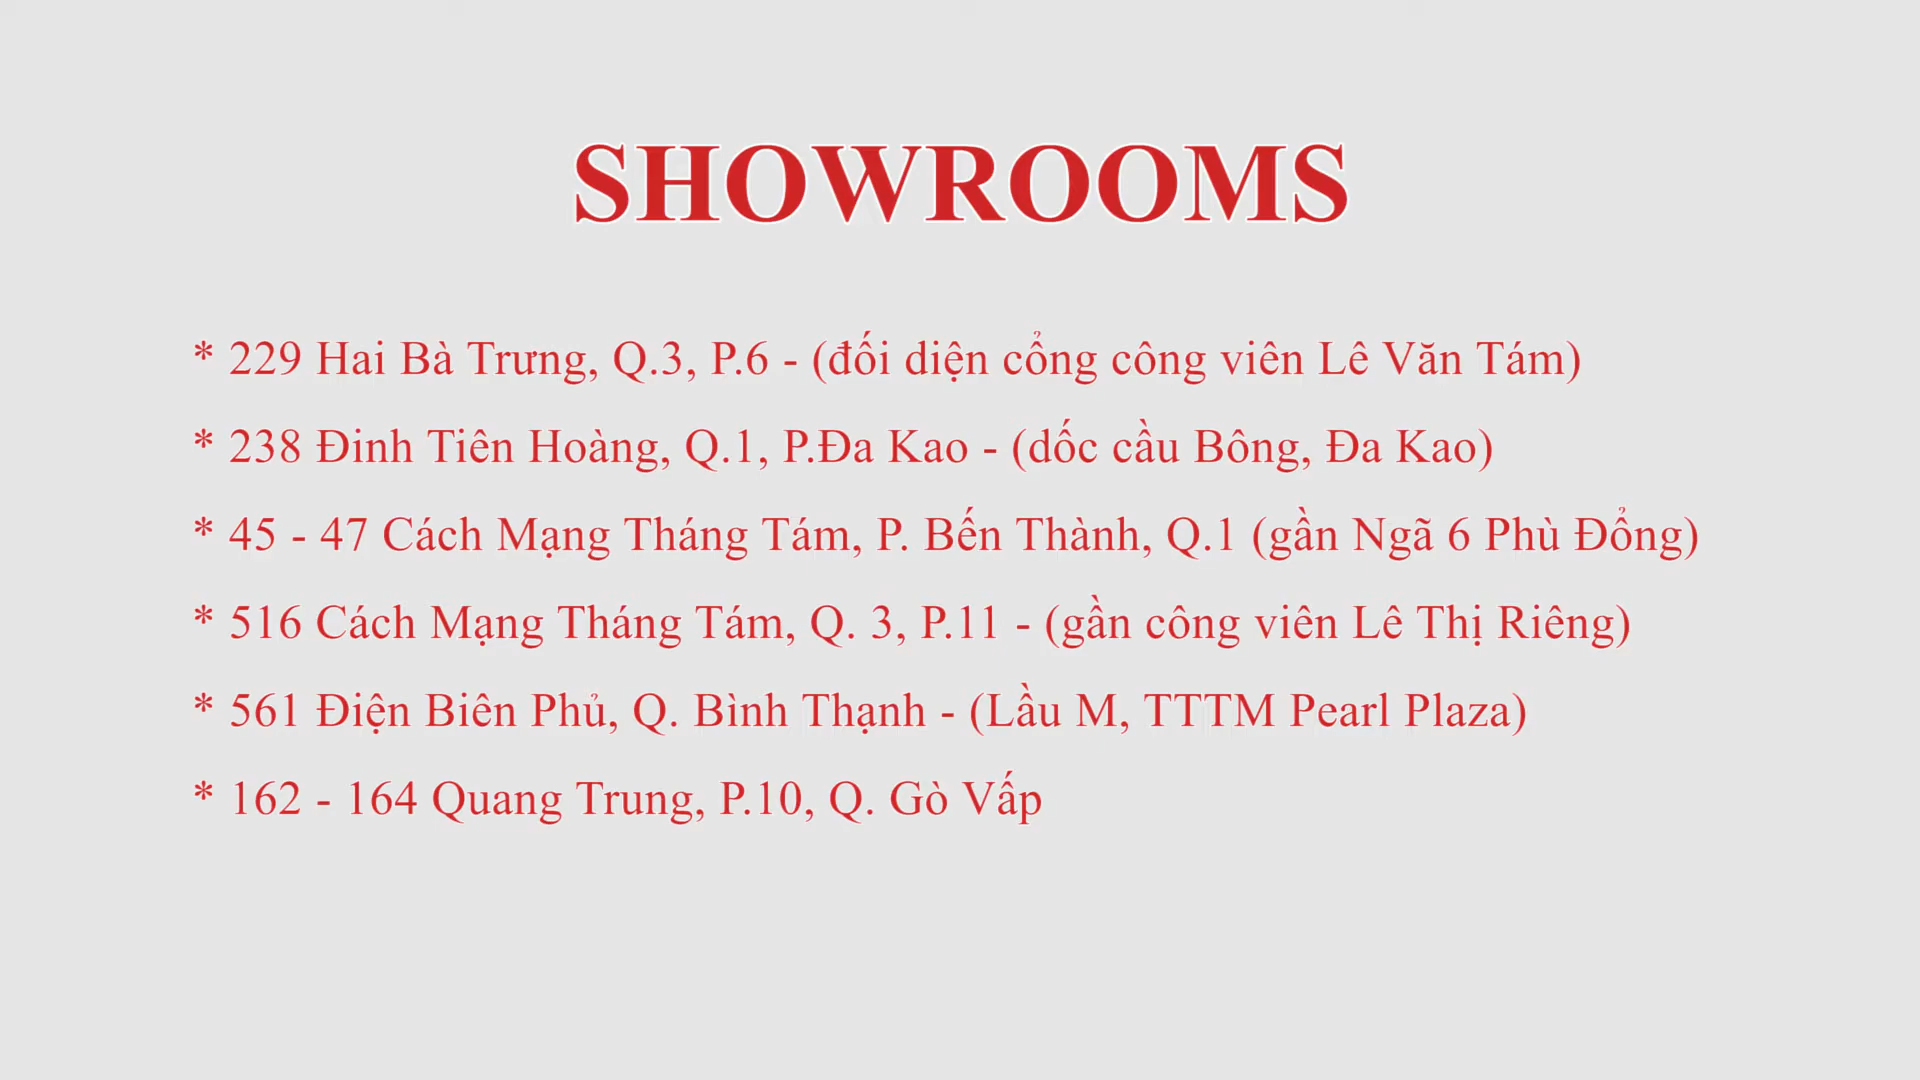 SHOWROOMS
* 229 Hai Bà Trưng, Q.3, P.6 - (đối diện cổng công viên Lê Văn Tám)
* 238 Đinh Tiên Hoàng, Q.1, P.Đa Kao - (dốc cầu Bông, Đa Kao)
* 45 - 47 Cách Mạng Tháng Tám, P. Bến Thành, Q.1 (gần Ngã 6 Phù Đổng)
* 516 Cách Mạng Tháng Tám, Q. 3, P.11 - (gần công viên Lê Thị Riêng)
* 561 Điện Biên Phủ, Q. Bình Thạnh - (Lầu M, TTTM Pearl Plaza)
* 162 - 164 Quang Trung, P.10, Q. Gò Vấp